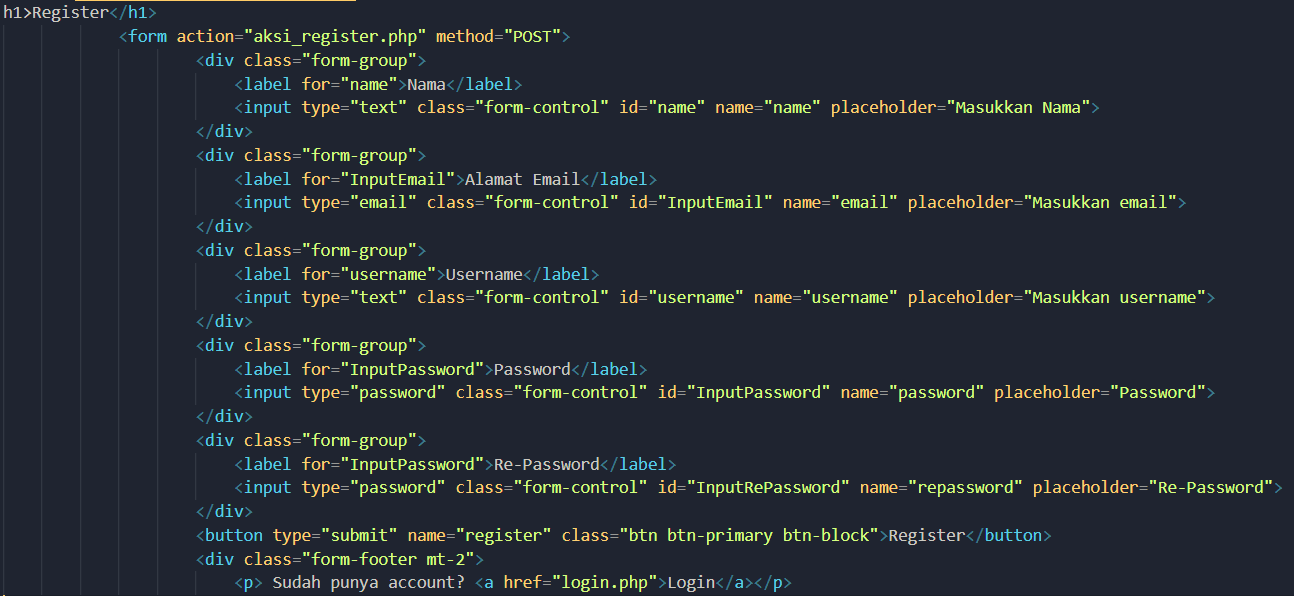 h1>Register</h1>
<form action="aksi_register.php" method="POST">
<div class="form-group">
<label for="name">Nama</label>
<input type="text" class="form-control" id="name" name="name" placeholder="Masukkan Nama">
</div>
<div class="form-group">
<label for="InputEmail">Alamat Email</label>
<input type="email" class="form-control" id="InputEmail" name="email" placeholder="Masukkan email">
</div>
<div class="form-group">
<label for="username">Username</label>
<input type="text" class="form-control" id="username" name="username" placeholder="Masukkan username">
</div>
<div class="form-group">
<label for="InputPassword">Password</label>
<input type="password" class="form-control" id="InputPassword" name="password" placeholder="Password">
</div>
<div class="form-group">
<label for="InputPassword">Re-Password</label>
<input type="password" class="form-control" id="InputRePassword" name="repassword" placeholder="Re-Password">
</div>
<button type="submit" name="register" class="btn btn-primary btn-block">Register</button>
<div class="form-footer mt-2">
<p> Sudah punya account? <a href="login.php">Login</a></p>